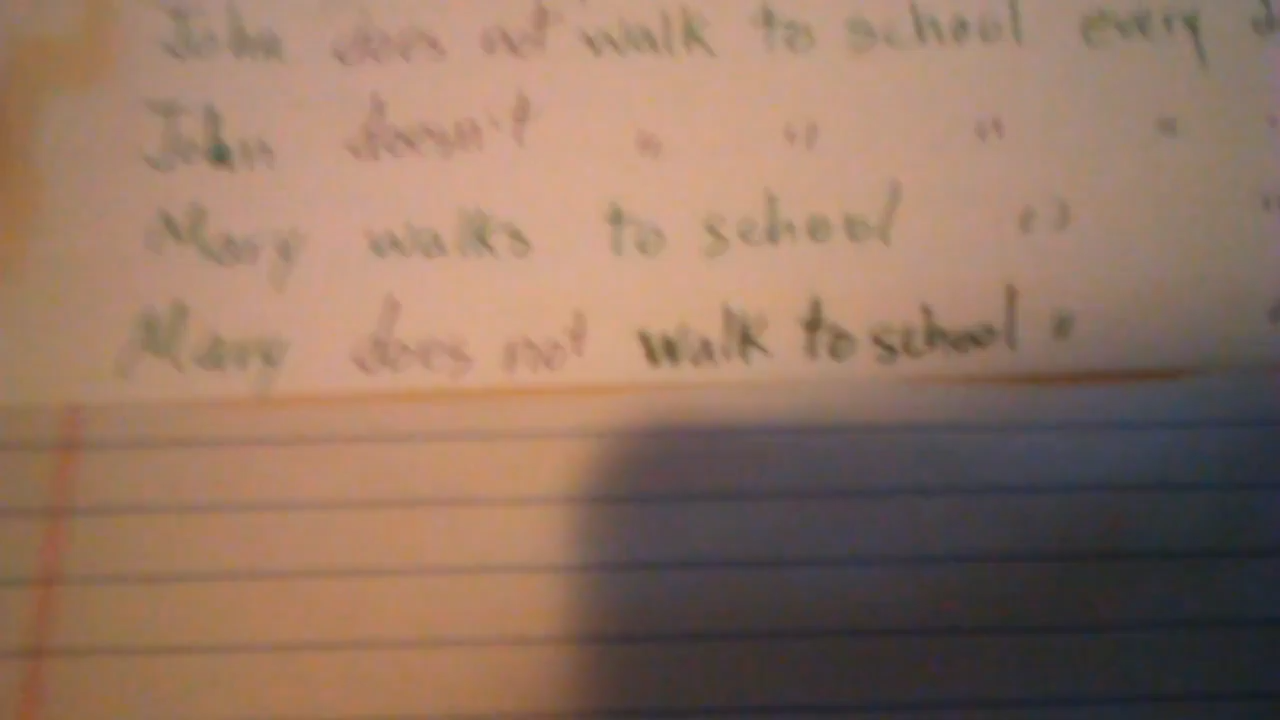 John does not walk to school every
John doesn't " " " "
Mary walks to school " "
Mary does not walk to school "